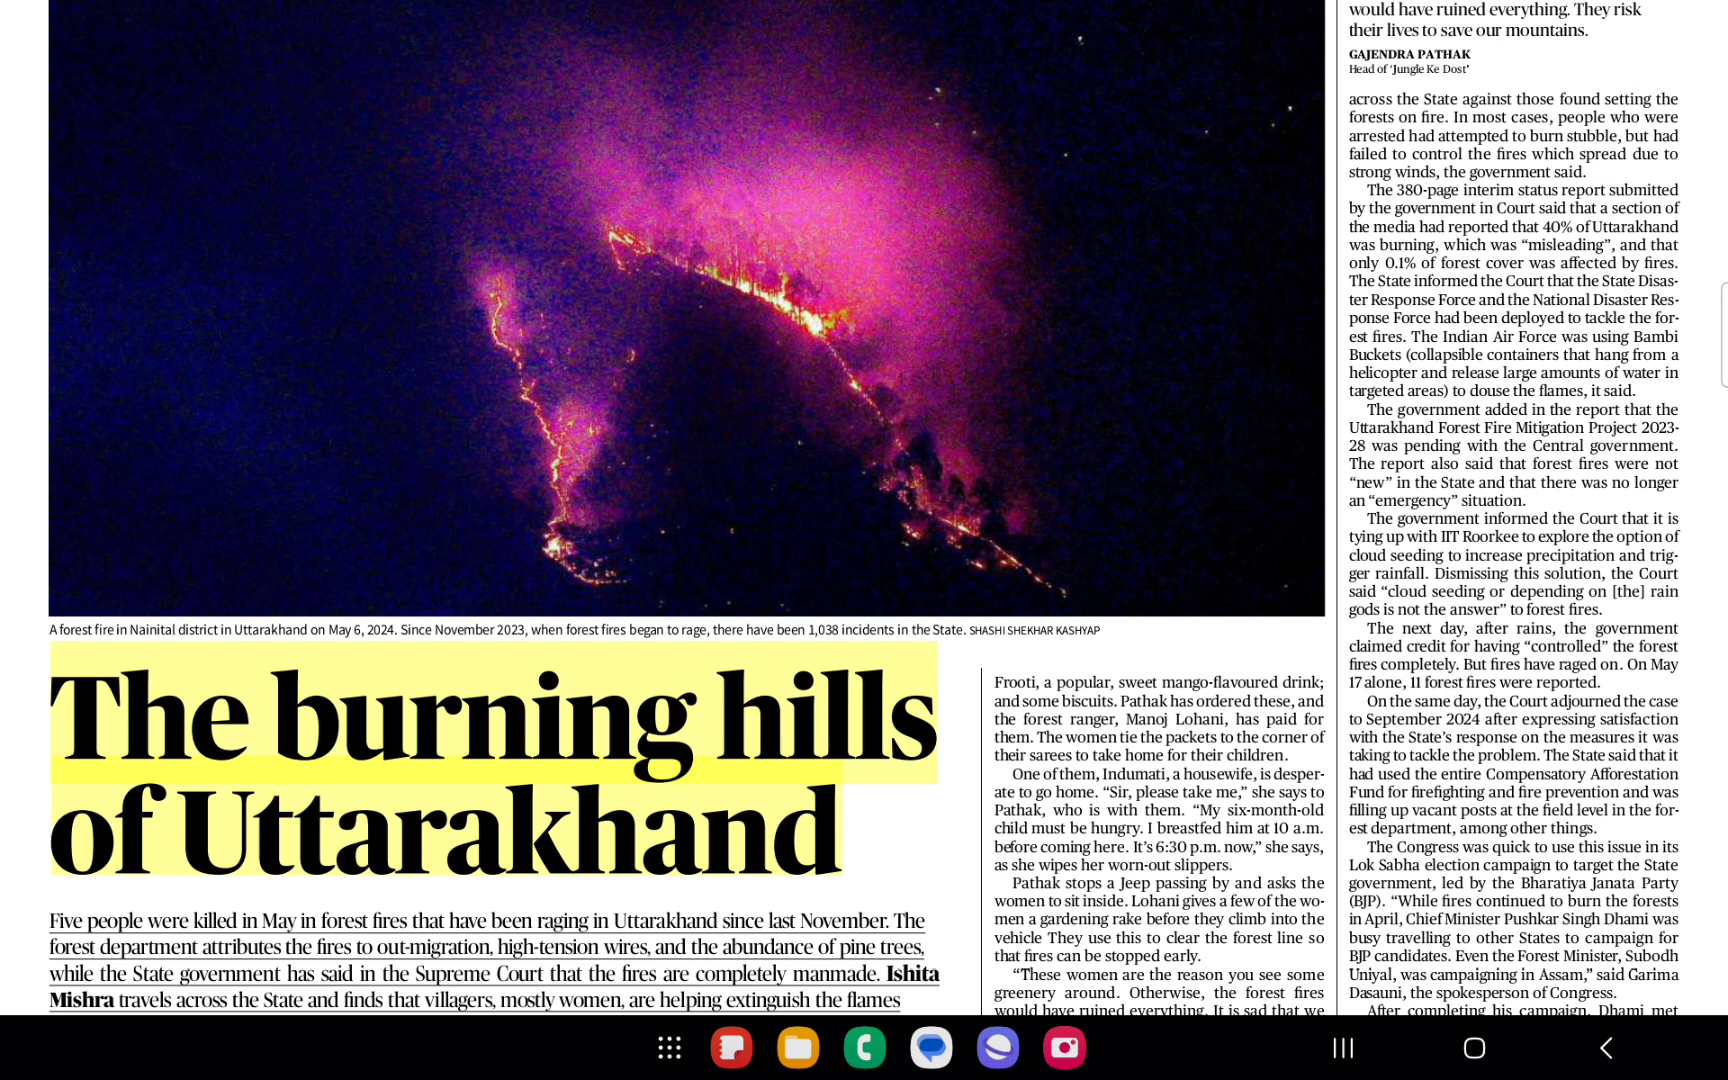 A forest fire in Nainital district in Uttarakhand on May 6, 2024. Since November 2023, when forest fires began to rage, there have been 1,038 incidents in the State. SHASHI SHEKHAR KASHYAP
The burning hills
of Uttarakhand
Five people were killed in May in forest fires that have been raging in Uttarakhand since last November. The
forest department attributes the fires to out-migration, high-tension wires, and the abundance of pine trees,
while the State government has said in the Supreme Court that the fires are completely manmade. Ishita
Mishra travels across the State and finds that villagers, mostly women, are helping extinguish the flames
Frooti, a popular, sweet mango-flavoured drink;
and some biscuits. Pathak has ordered these, and
the forest ranger, Manoj Lohani, has paid for
them. The women tie the packets to the corner of
their sarees to take home for their children.
One of them, Indumati, a housewife, is desper-
ate to go home. “Sir, please take me,” she says to
Pathak, who is with them. “My six-month-old
child must be hungry. I breastfed him at 10 a.m.
before coming here. It’s 6:30 p.m. now,” she says,
as she wipes her worn-out slippers.
Pathak stops a Jeep passing by and asks the
women to sit inside. Lohani gives a few of the wo-
men a gardening rake before they climb into the
vehicle They use this to clear the forest line so
that fires can be stopped early.
“These women are the reason you see some
greenery around. Otherwise, the forest fires
would have ruined everything. It is sad that we
would have ruined everything. They risk
their lives to save our mountains.
GAJENDRA PATHAK
Head of ‘Jungle Ke Dost’
across the State against those found setting the
forests on fire. In most cases, people who were
arrested had attempted to burn stubble, but had
failed to control the fires which spread due to
strong winds, the government said.
The 380-page interim status report submitted
by the government in Court said that a section of
the media had reported that 40% of Uttarakhand
was burning, which was “misleading”, and that
only 0.1% of forest cover was affected by fires.
The State informed the Court that the State Disas-
ter Response Force and the National Disaster Res-
ponse Force had been deployed to tackle the for-
est fires. The Indian Air Force was using Bambi
Buckets (collapsible containers that hang from a
helicopter and release large amounts of water in
targeted areas) to douse the flames, it said.
The government added in the report that the
Uttarakhand Forest Fire Mitigation Project 2023-
28 was pending with the Central government.
The report also said that forest fires were not
“new” in the State and that there was no longer
an “emergency” situation.
The government informed the Court that it is
tying up with IIT Roorkee to explore the option of
cloud seeding to increase precipitation and trig-
ger rainfall. Dismissing this solution, the Court
said “cloud seeding or depending on [the] rain
gods is not the answer” to forest fires.
The next day, after rains, the government
claimed credit for having “controlled” the forest
fires completely. But fires have raged on. On May
17 alone, 11 forest fires were reported.
On the same day, the Court adjourned the case
to September 2024 after expressing satisfaction
with the State’s response on the measures it was
taking to tackle the problem. The State said that it
had used the entire Compensatory Afforestation
Fund for firefighting and fire prevention and was
filling up vacant posts at the field level in the for-
est department, among other things.
The Congress was quick to use this issue in its
Lok Sabha election campaign to target the State
government, led by the Bharatiya Janata Party
(BJP). “While fires continued to burn the forests
in April, Chief Minister Pushkar Singh Dhami was
busy travelling to other States to campaign for
BJP candidates. Even the Forest Minister, Subodh
Uniyal, was campaigning in Assam,” said Garima
Dasauni, the spokesperson of Congress.
After completing his campaign, Dhami met